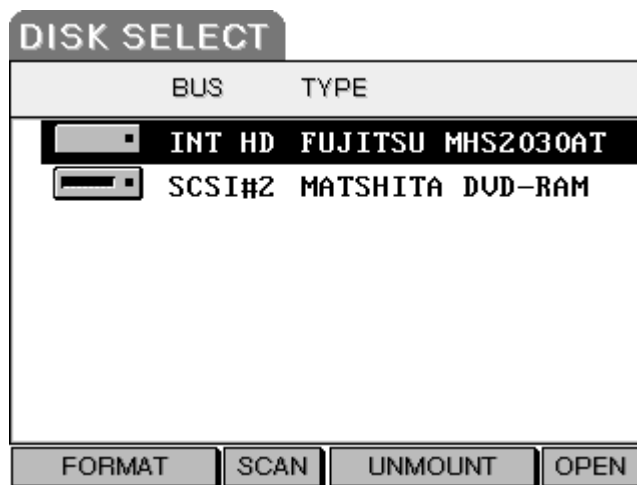 DISK SELECT
BUS TYPE
INT HD FUJITSU MHS2030AT
SCSI#2 MATSHITA DVD-RAM
FORMAT SCAN UNMOUNT OPEN